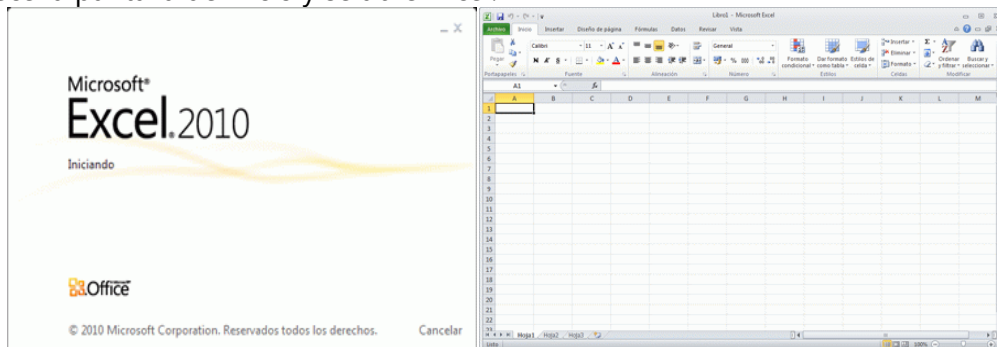 Microsoft®
Excel.2010
Iniciando
Office
© 2010 Microsoft Corporation. Reservados todos los derechos. Cancelar
Libro1 - Microsoft Excel
Archivo Inicio Insertar Diseño de página Fórmulas Datos Revisar Vista
Calibri 11 General Insertar
Pegar N K S % 000 Formato condicional Dar formato como tabla Estilos de celda Eliminar Formato Ordenar y filtrar Buscar y seleccionar
Portapapeles Fuente Alineación Número Estilos Celdas Modificar
A1 fx
A B C D E F G H I J K L M
1
2
3
4
5
6
7
8
9
10
11
12
13
14
15
16
17
18
19
20
21
22
23
Hoja1 Hoja2 Hoja3
Listo 100%